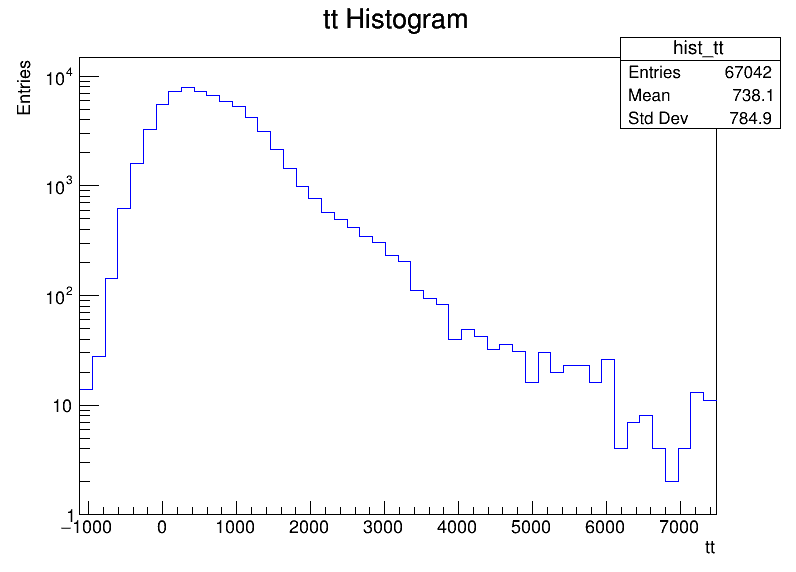 tt Histogram
hist_tt
Entries 67042
Mean 738.1
Std Dev 784.9
Entries
10^4
10^3
10^2
10
1
−1000 0 1000 2000 3000 4000 5000 6000 7000
tt